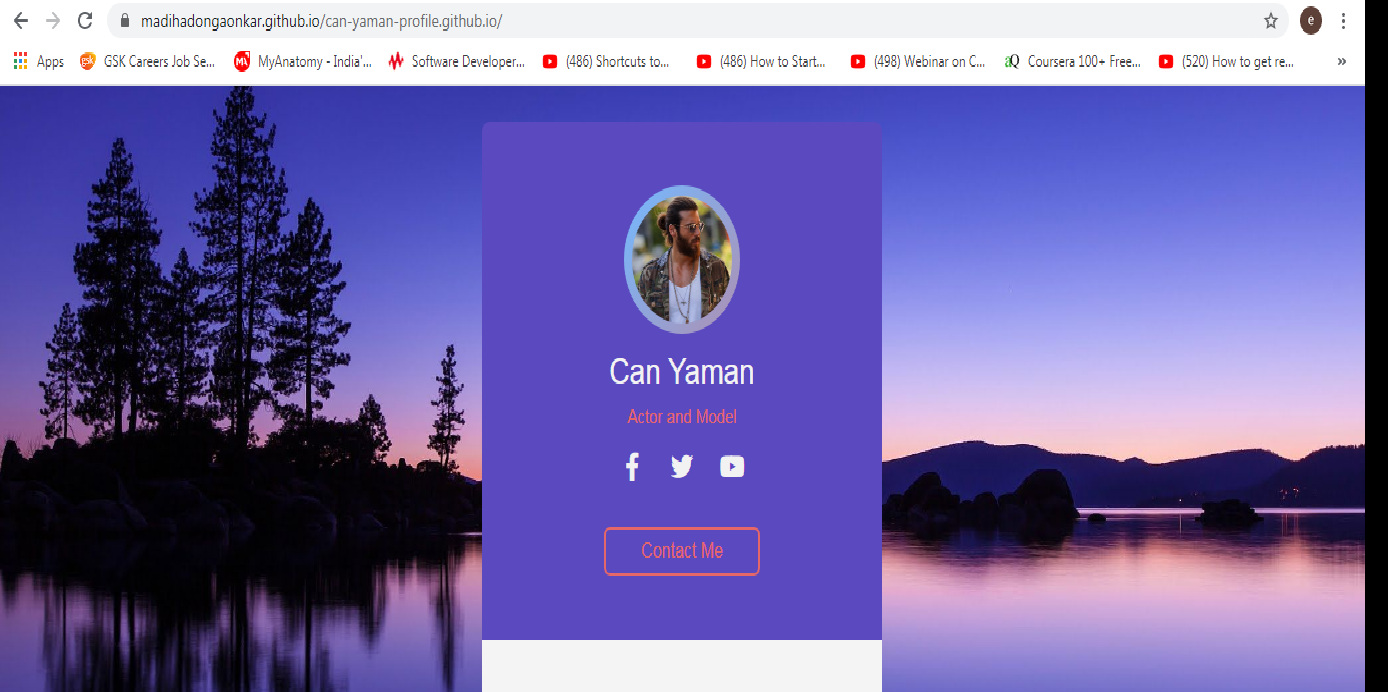 madihadongaonkar.github.io/can-yaman-profile.github.io/
e
Apps GSK Careers Job Se... MyAnatomy - India'... Software Developer... (486) Shortcuts to... (486) How to Start... (498) Webinar on C... Coursera 100+ Free... (520) How to get re... »
Can Yaman
Actor and Model
Contact Me